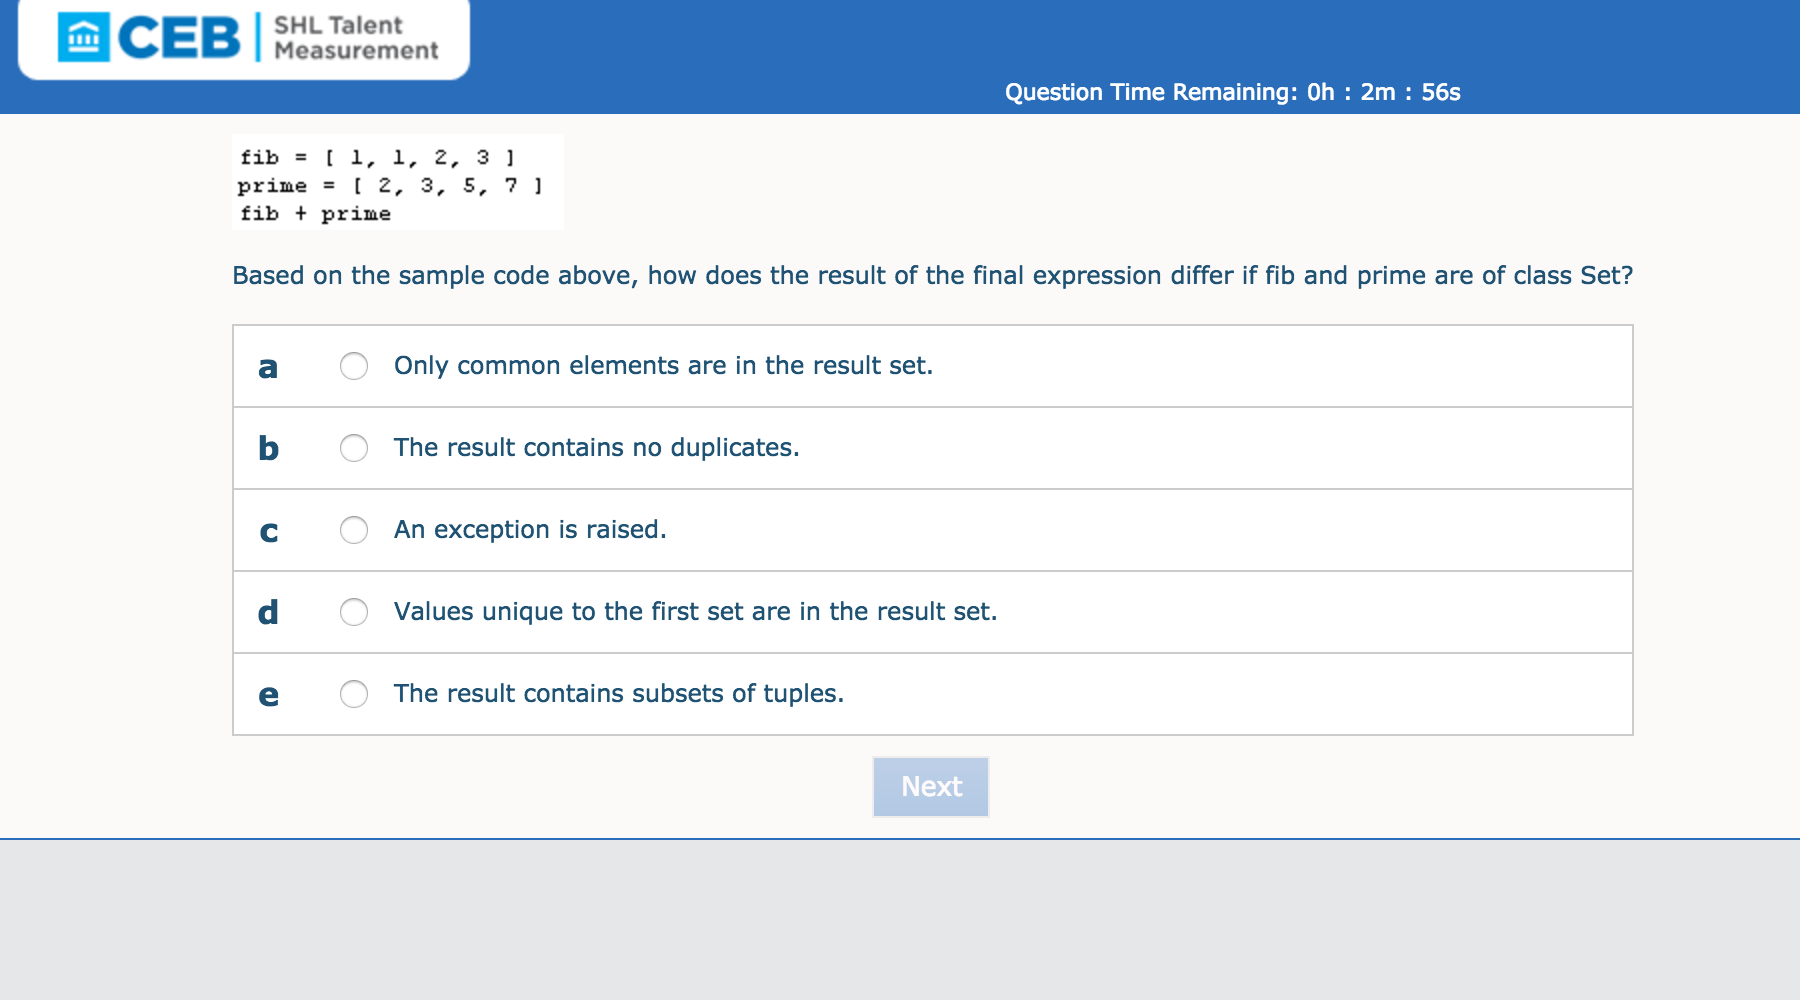 CEB
SHL Talent
Measurement
Question Time Remaining: 0h : 2m : 56s
fib = [ 1, 1, 2, 3 ]
prime = [ 2, 3, 5, 7 ]
fib + prime
Based on the sample code above, how does the result of the final expression differ if fib and prime are of class Set?
a Only common elements are in the result set.
b The result contains no duplicates.
c An exception is raised.
d Values unique to the first set are in the result set.
e The result contains subsets of tuples.
Next